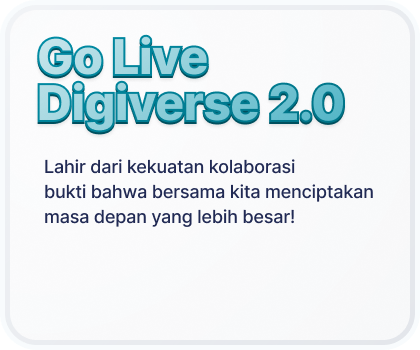 Go Live
Digiverse 2.0
Lahir dari kekuatan kolaborasi
bukti bahwa bersama kita menciptakan
masa depan yang lebih besar!